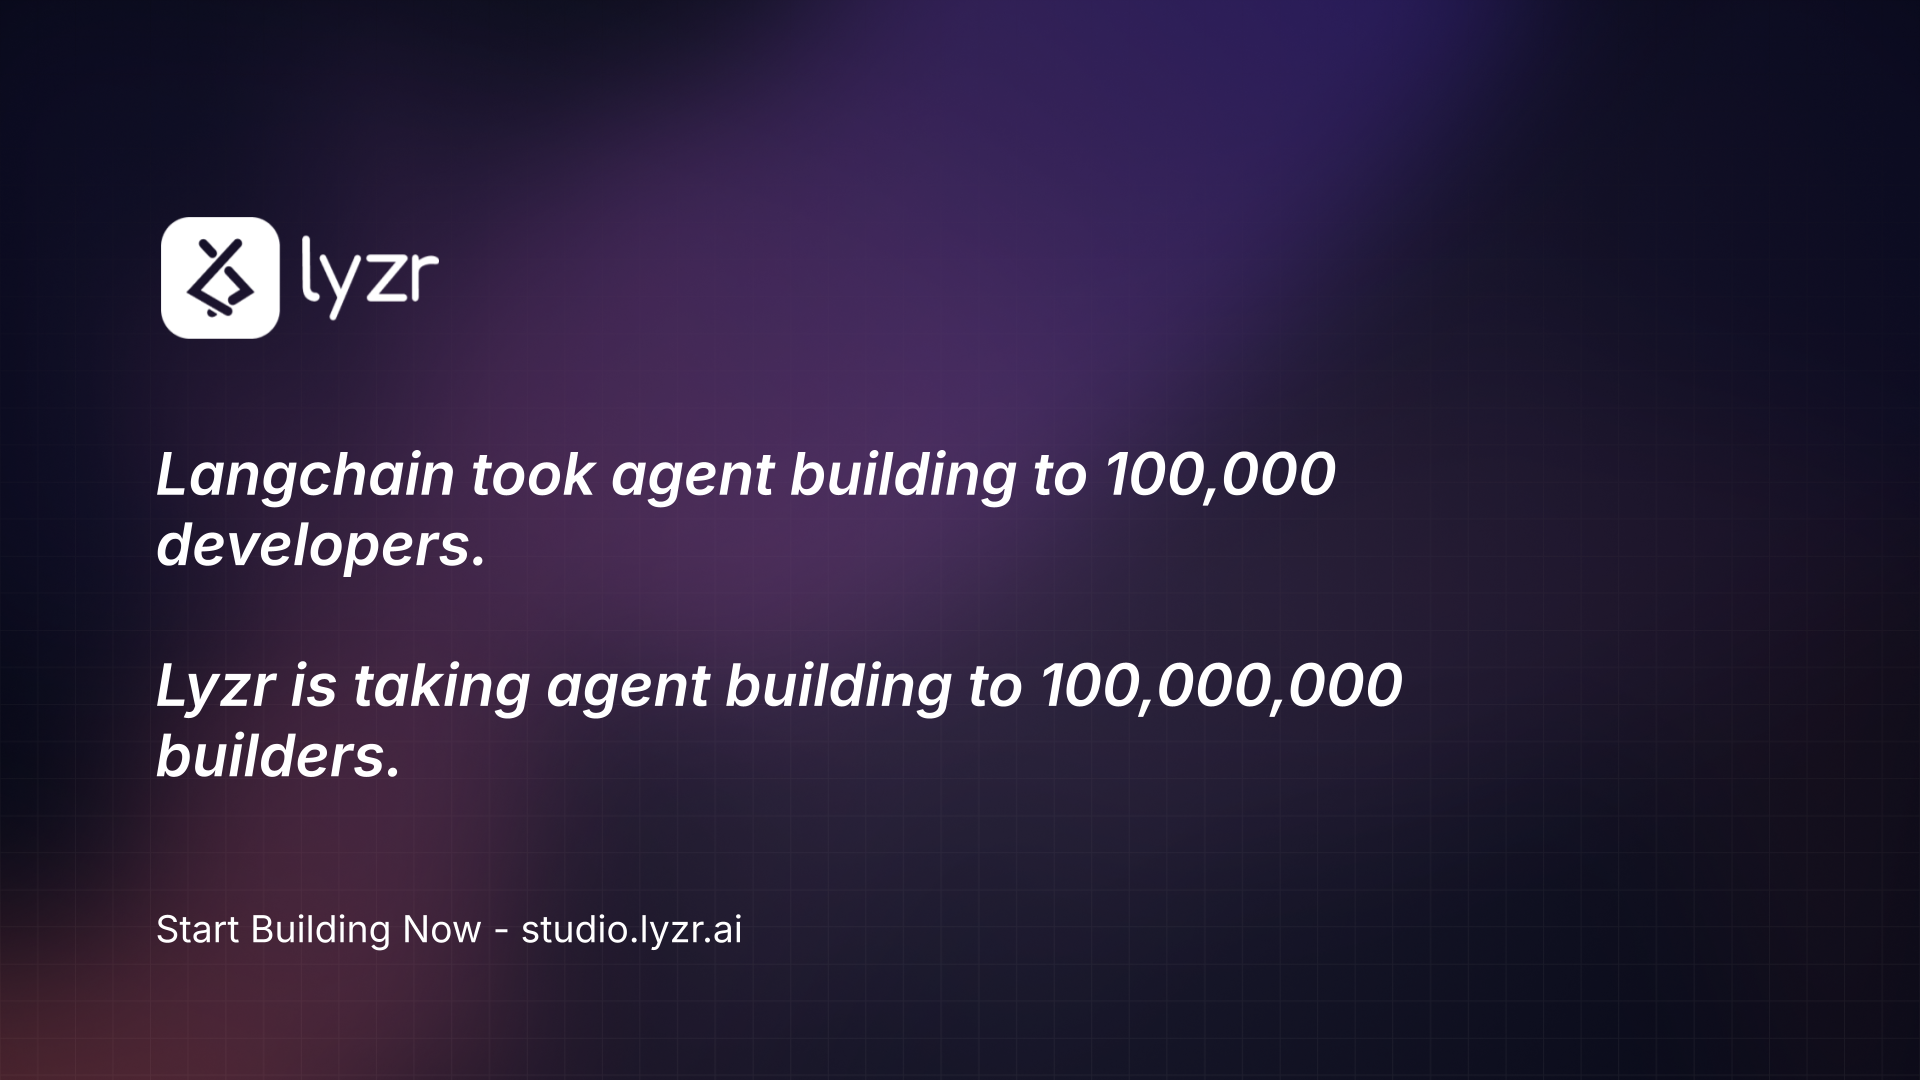 lyzr
Langchain took agent building to 100,000
developers.
Lyzr is taking agent building to 100,000,000
builders.
Start Building Now - studio.lyzr.ai